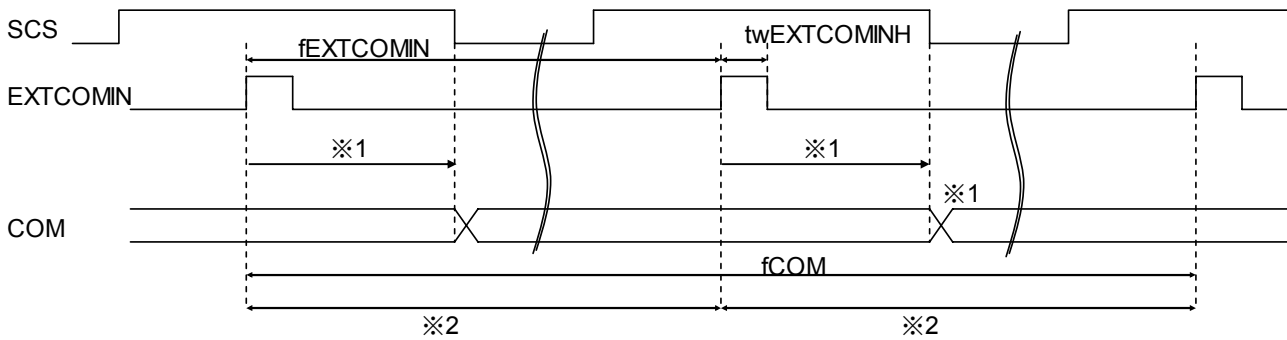 SCS
fEXTCOMIN
twEXTCOMINH
EXTCOMIN
※1
※1
※1
COM
fCOM
※2
※2